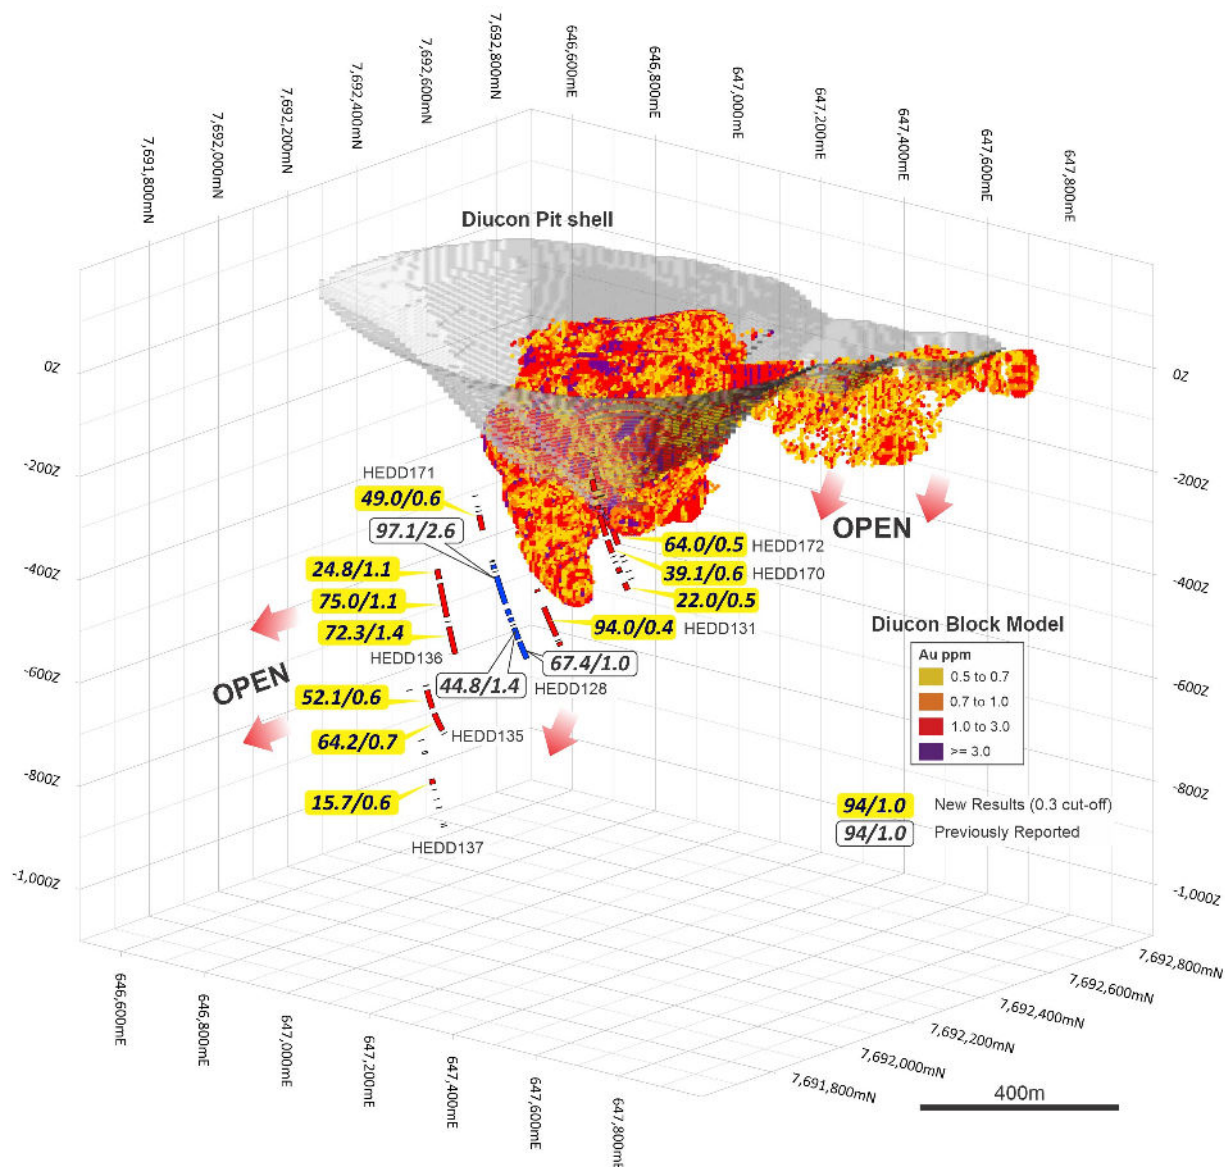 7,691,800mN
7,692,000mN
7,692,200mN
7,692,400mN
7,692,600mN
7,692,800mN
646,600mE
646,800mE
647,000mE
647,200mE
647,400mE
647,600mE
647,800mE
Diucon Pit shell
0Z
-200Z
-400Z
-600Z
-800Z
-1,000Z
0Z
-200Z
-400Z
-600Z
-800Z
-1,000Z
HEDD171
49.0/0.6
97.1/2.6
24.8/1.1
75.0/1.1
72.3/1.4
HEDD136
OPEN
52.1/0.6
64.2/0.7
HEDD135
15.7/0.6
HEDD137
44.8/1.4
67.4/1.0
HEDD128
64.0/0.5 HEDD172
39.1/0.6 HEDD170
22.0/0.5
94.0/0.4 HEDD131
OPEN
Diucon Block Model
Au ppm
0.5 to 0.7
0.7 to 1.0
1.0 to 3.0
>= 3.0
94/1.0 New Results (0.3 cut-off)
94/1.0 Previously Reported
646,600mE
646,800mE
647,000mE
647,200mE
647,400mE
647,600mE
647,800mE
7,692,800mN
7,692,600mN
7,692,400mN
7,692,200mN
7,692,000mN
7,691,800mN
400m